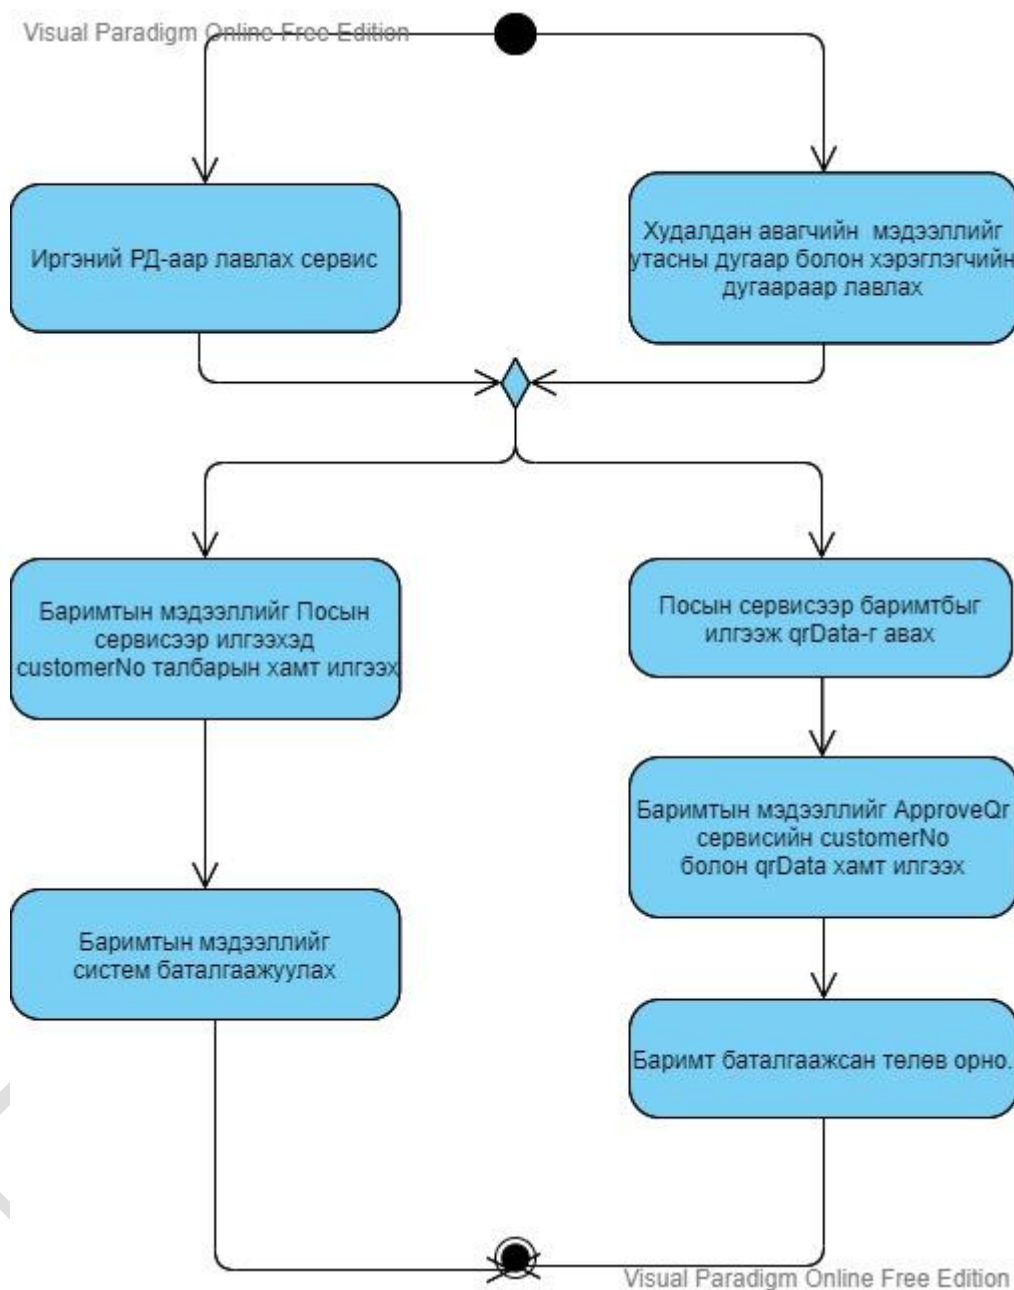 Visual Paradigm Online Free Edition
Иргэний РД-аар лавлах сервис
Худалдан авагчийн мэдээллийг
утасны дугаар болон хэрэглэгчийн
дугаараар лавлах
Баримтын мэдээллийг Посын
сервисээр илгээхэд
customerNo талбарын хамт илгээх
Посын сервисээр баримтбыг
илгээж qrData-г авах
Баримтын мэдээллийг ApproveQr
сервисийн customerNo
болон qrData хамт илгээх
Баримтын мэдээллийг
систем баталгаажуулах
Баримт баталгаажсан төлөв орно.
Visual Paradigm Online Free Edition